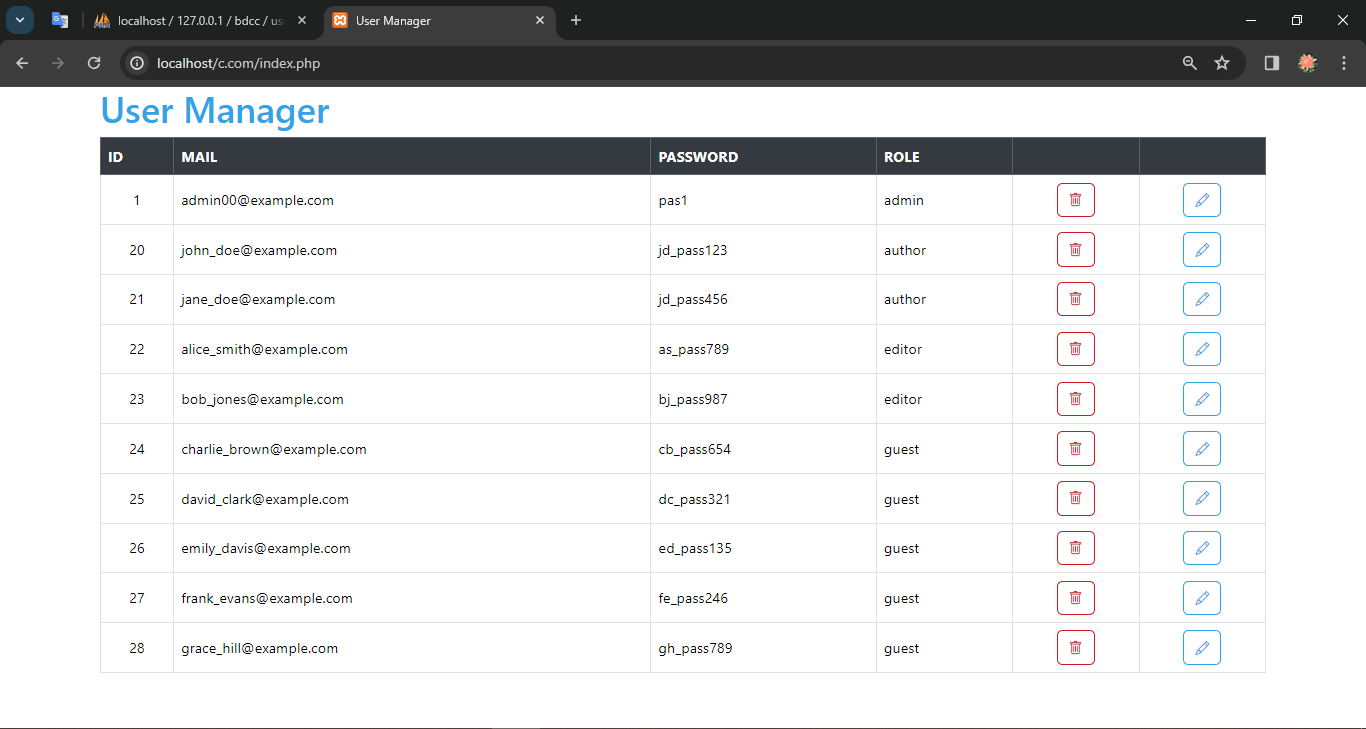 localhost / 127.0.0.1 / bdcc / us
User Manager
localhost/c.com/index.php
User Manager
ID MAIL PASSWORD ROLE
1 admin00@example.com pas1 admin
20 john_doe@example.com jd_pass123 author
21 jane_doe@example.com jd_pass456 author
22 alice_smith@example.com as_pass789 editor
23 bob_jones@example.com bj_pass987 editor
24 charlie_brown@example.com cb_pass654 guest
25 david_clark@example.com dc_pass321 guest
26 emily_davis@example.com ed_pass135 guest
27 frank_evans@example.com fe_pass246 guest
28 grace_hill@example.com gh_pass789 guest